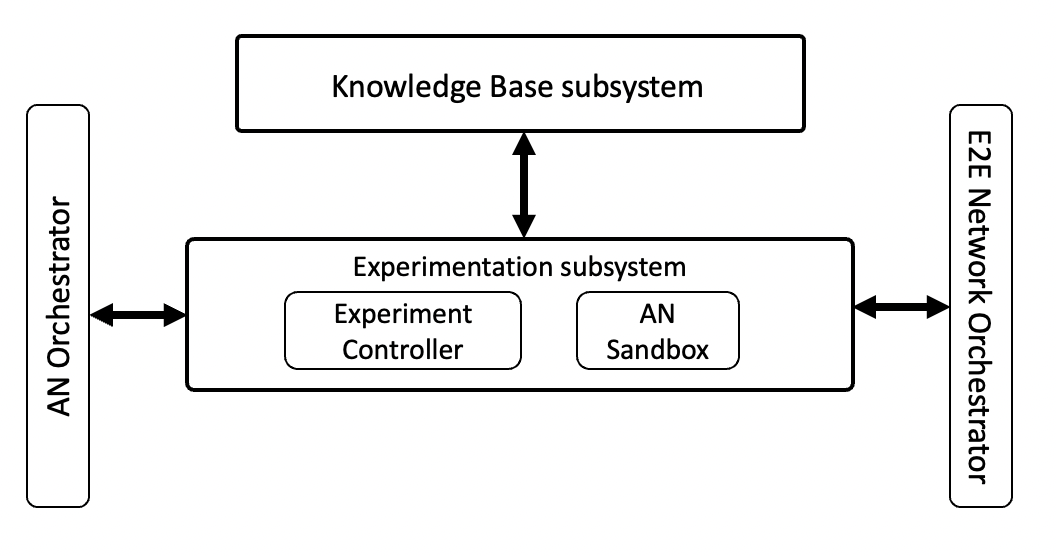 Knowledge Base subsystem
AN Orchestrator
Experimentation subsystem
Experiment
Controller
AN
Sandbox
E2E Network Orchestrator